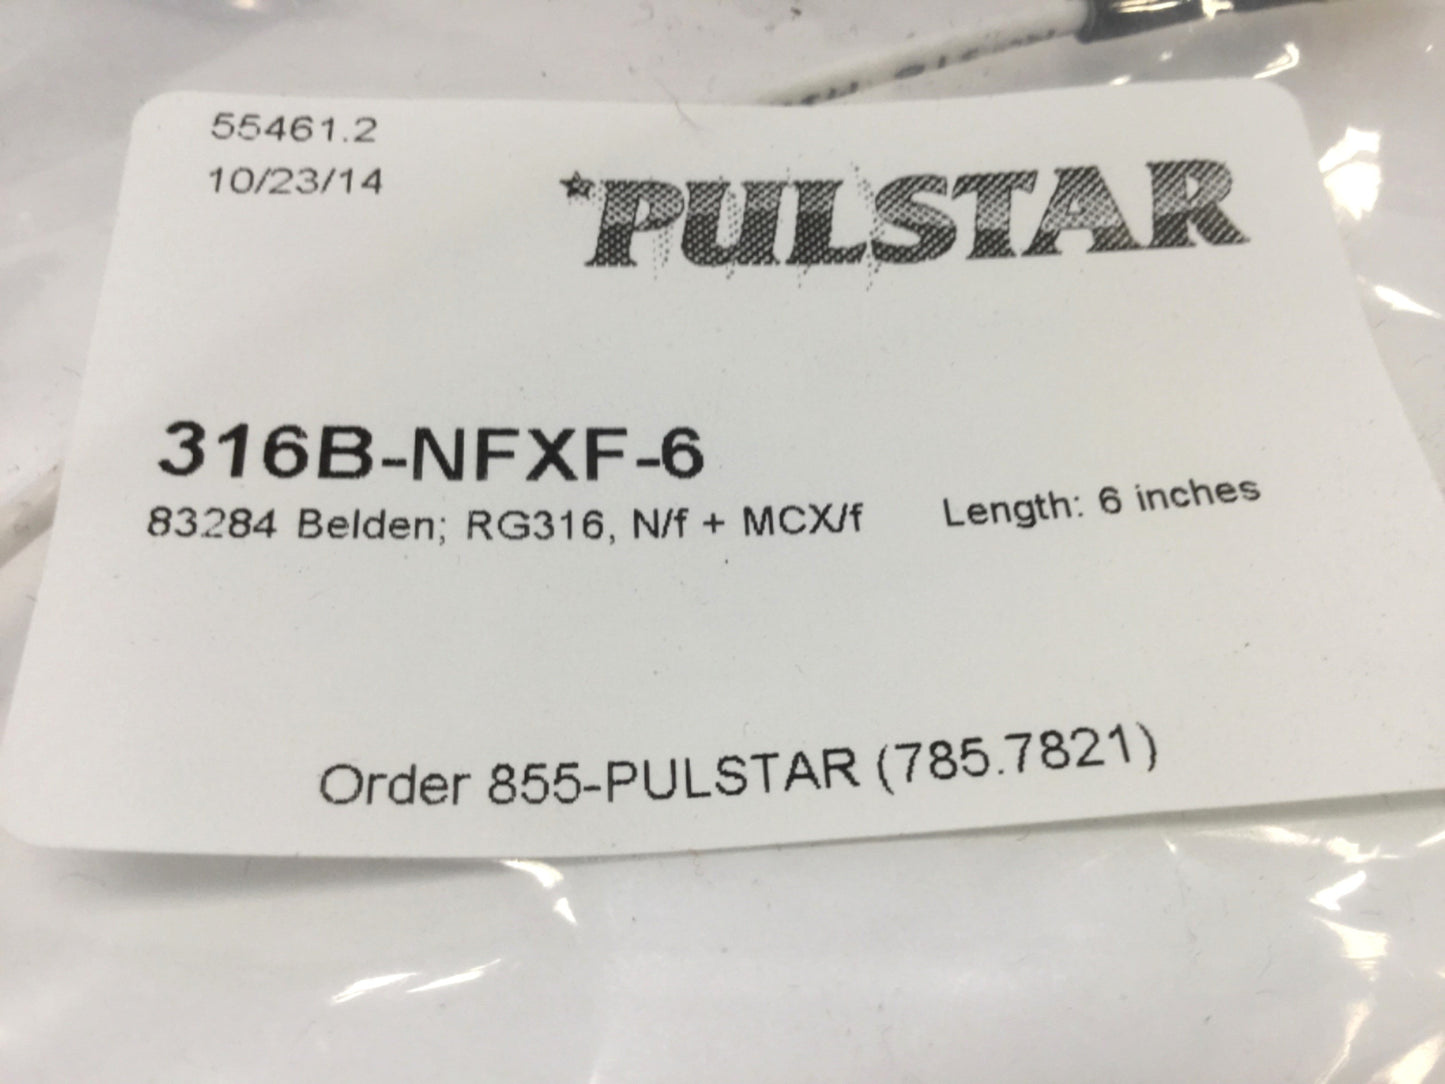 55461.2
10/23/14
*PULSTAR
316B-NFXF-6
83284 Belden; RG316, N/f + MCX/f Length: 6 inches
Order 855-PULSTAR (785.7821)